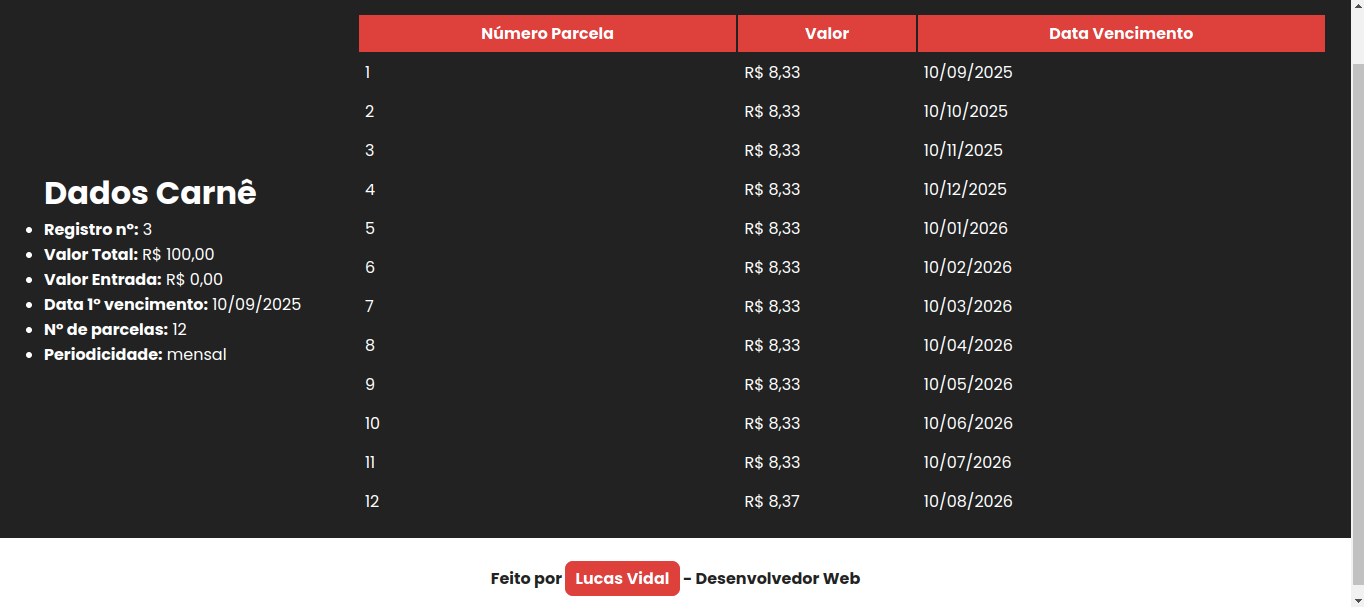 Dados Carnê
Registro nº: 3
Valor Total: R$ 100,00
Valor Entrada: R$ 0,00
Data 1º vencimento: 10/09/2025
Nº de parcelas: 12
Periodicidade: mensal
Número Parcela Valor Data Vencimento
1 R$ 8,33 10/09/2025
2 R$ 8,33 10/10/2025
3 R$ 8,33 10/11/2025
4 R$ 8,33 10/12/2025
5 R$ 8,33 10/01/2026
6 R$ 8,33 10/02/2026
7 R$ 8,33 10/03/2026
8 R$ 8,33 10/04/2026
9 R$ 8,33 10/05/2026
10 R$ 8,33 10/06/2026
11 R$ 8,33 10/07/2026
12 R$ 8,37 10/08/2026
Feito por Lucas Vidal - Desenvolvedor Web